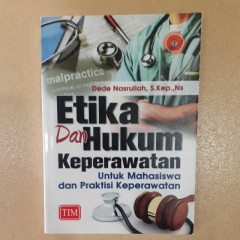 malpractice
Dede Nasrullah, S.Kep.,Ns
Etika
Dan Hukum
Keperawatan
Untuk Mahasiswa
dan Praktisi Keperawatan
TIM